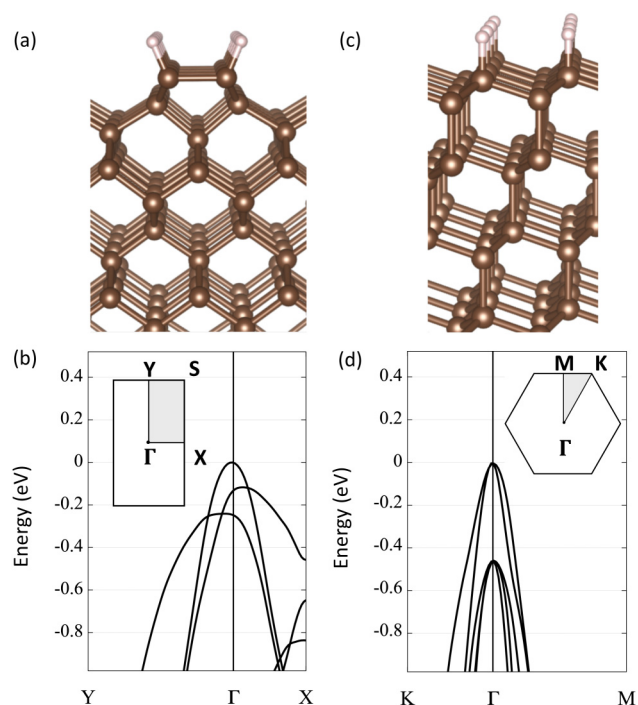 (a)
(c)
(b)
(d)
Y
S
Γ
X
M
K
Γ
Energy (eV)
0.4
0.2
0
-0.2
-0.4
-0.6
-0.8
Y
Γ
X
Energy (eV)
0.4
0.2
0
-0.2
-0.4
-0.6
-0.8
K
Γ
M